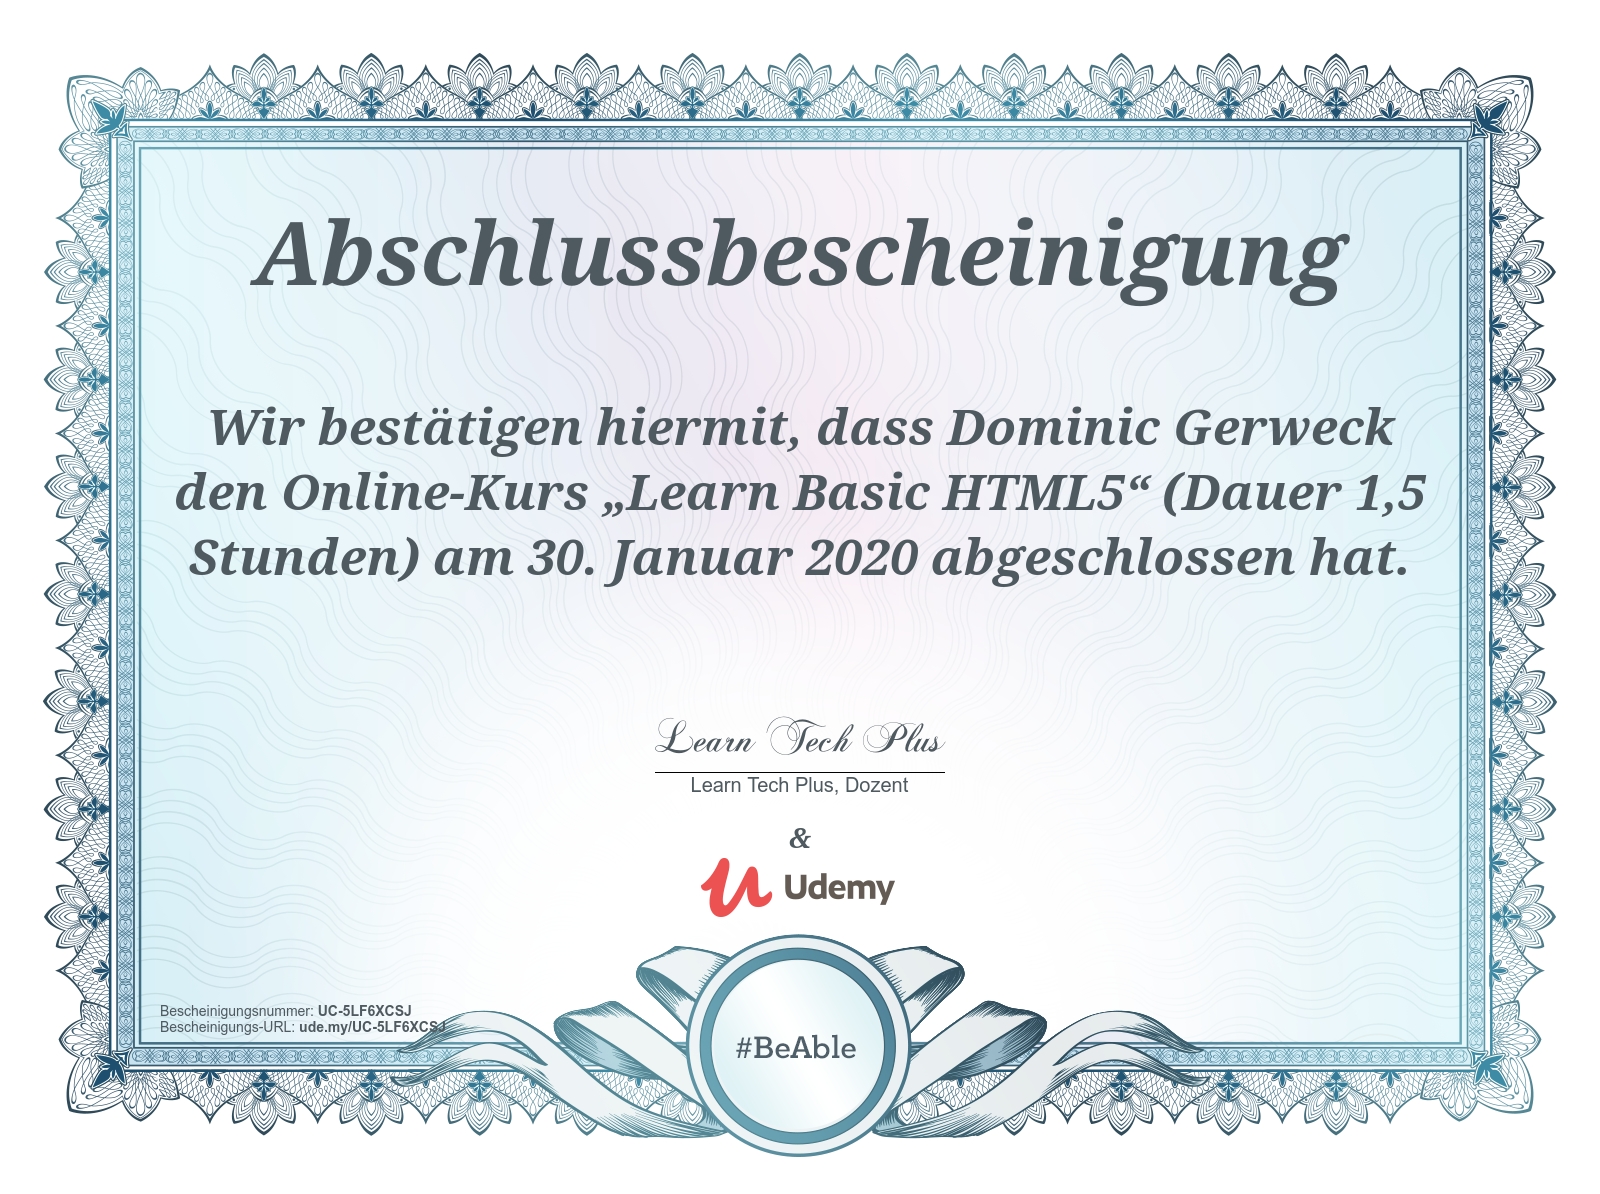 Abschlussbescheinigung
Wir bestätigen hiermit, dass Dominic Gerweck
den Online-Kurs „Learn Basic HTML5“ (Dauer 1,5
Stunden) am 30. Januar 2020 abgeschlossen hat.
Learn Tech Plus
Learn Tech Plus, Dozent
&
Udemy
Bescheinigungsnummer: UC-5LF6XCSJ
Bescheinigungs-URL: ude.my/UC-5LF6XCSJ
#BeAble